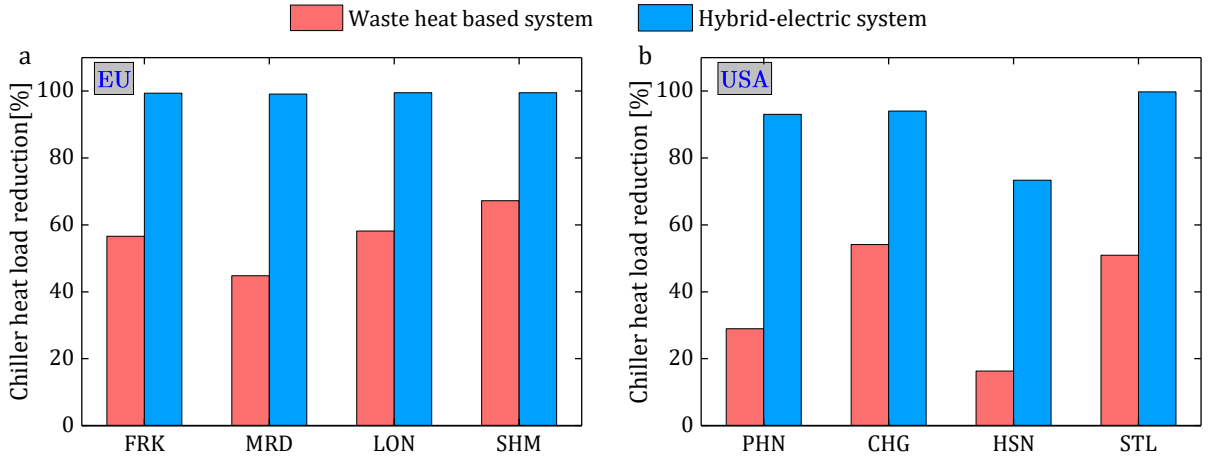 Waste heat based system
Hybrid-electric system
a
EU
Chiller heat load reduction[%]
100
80
60
40
20
0
FRK
MRD
LON
SHM
b
USA
Chiller heat load reduction [%]
100
80
60
40
20
0
PHN
CHG
HSN
STL